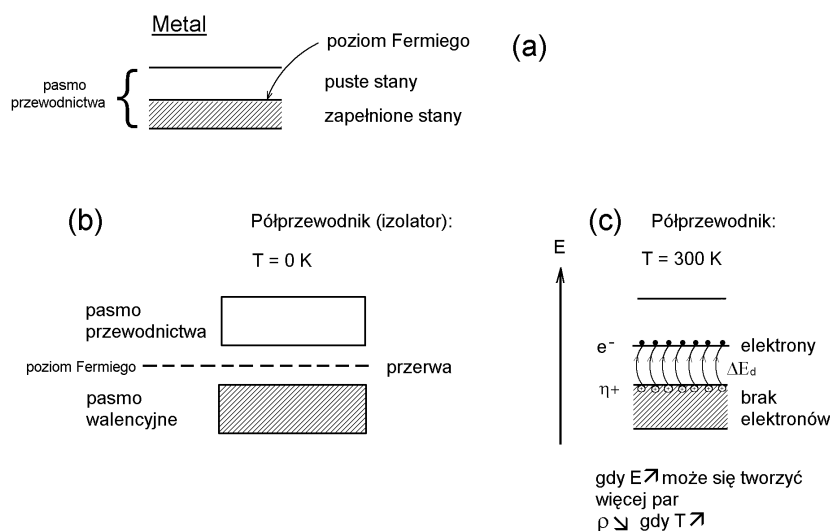 Metal
poziom Fermiego
(a)
pasmo
przewodnictwa
puste stany
zapełnione stany
(b)
Półprzewodnik (izolator):
T = 0 K
pasmo
przewodnictwa
poziom Fermiego
przerwa
pasmo
walencyjne
E
(c)
Półprzewodnik:
T = 300 K
e⁻
elektrony
ΔEd
η+
brak
elektronów
gdy E↗ może się tworzyć
więcej par
ρ↘ gdy T↗